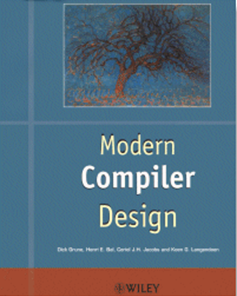 Modern
Compiler
Design
Dick Grune, Henri E. Bal, Ceriel J.H. Jacobs and Koen G. Langendoen
WILEY